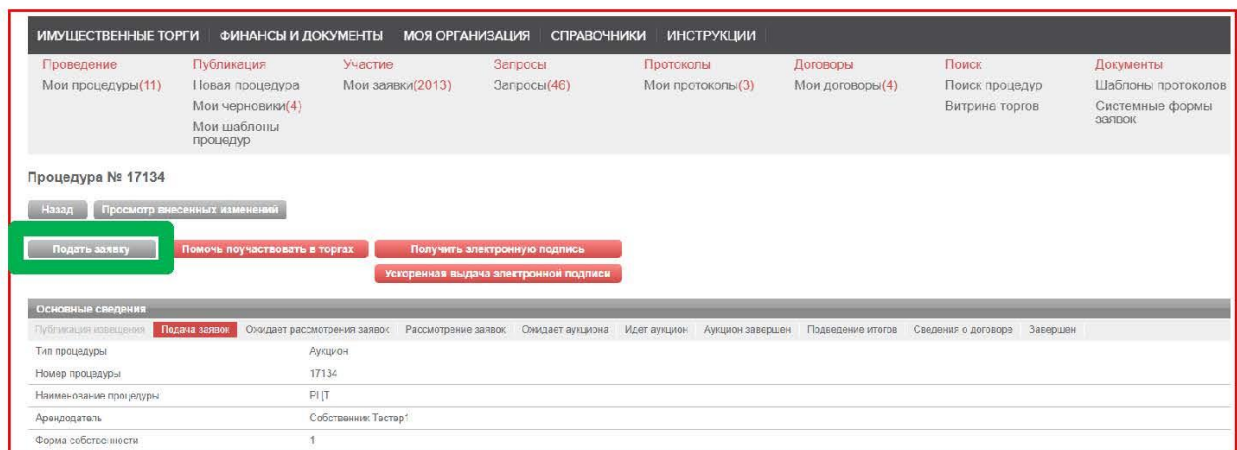 ИМУЩЕСТВЕННЫЕ ТОРГИ ФИНАНСЫ И ДОКУМЕНТЫ МОЯ ОРГАНИЗАЦИЯ СПРАВОЧНИКИ ИНСТРУКЦИИ
Проведение Публикация Участие Запросы Протоколы Договоры Поиск Документы
Мои процедуры(11) Новая процедура Мои заявки(2013) Запросы(46) Мои протоколы(3) Мои договоры(4) Поиск процедур Шаблоны протоколов
Мои черновики(4) Витрина торгов Системные формы
заявок
Мои шаблоны
процедур
Процедура № 17134
Назад Просмотр внесенных изменений
Подать заявку Помочь поучаствовать в торгах Получить электронную подпись
Ускоренная выдача электронной подписи
Основные сведения
Публикация извещения Подача заявок Ожидает рассмотрения заявок Рассмотрение заявок Ожидает аукциона Идет аукцион Аукцион завершен Подведение итогов Сведения о договоре Завершен
Тип процедуры Аукцион
Номер процедуры 17134
Наименование процедуры
Арендодатель Собственник Тестер1
Форма собственности 1